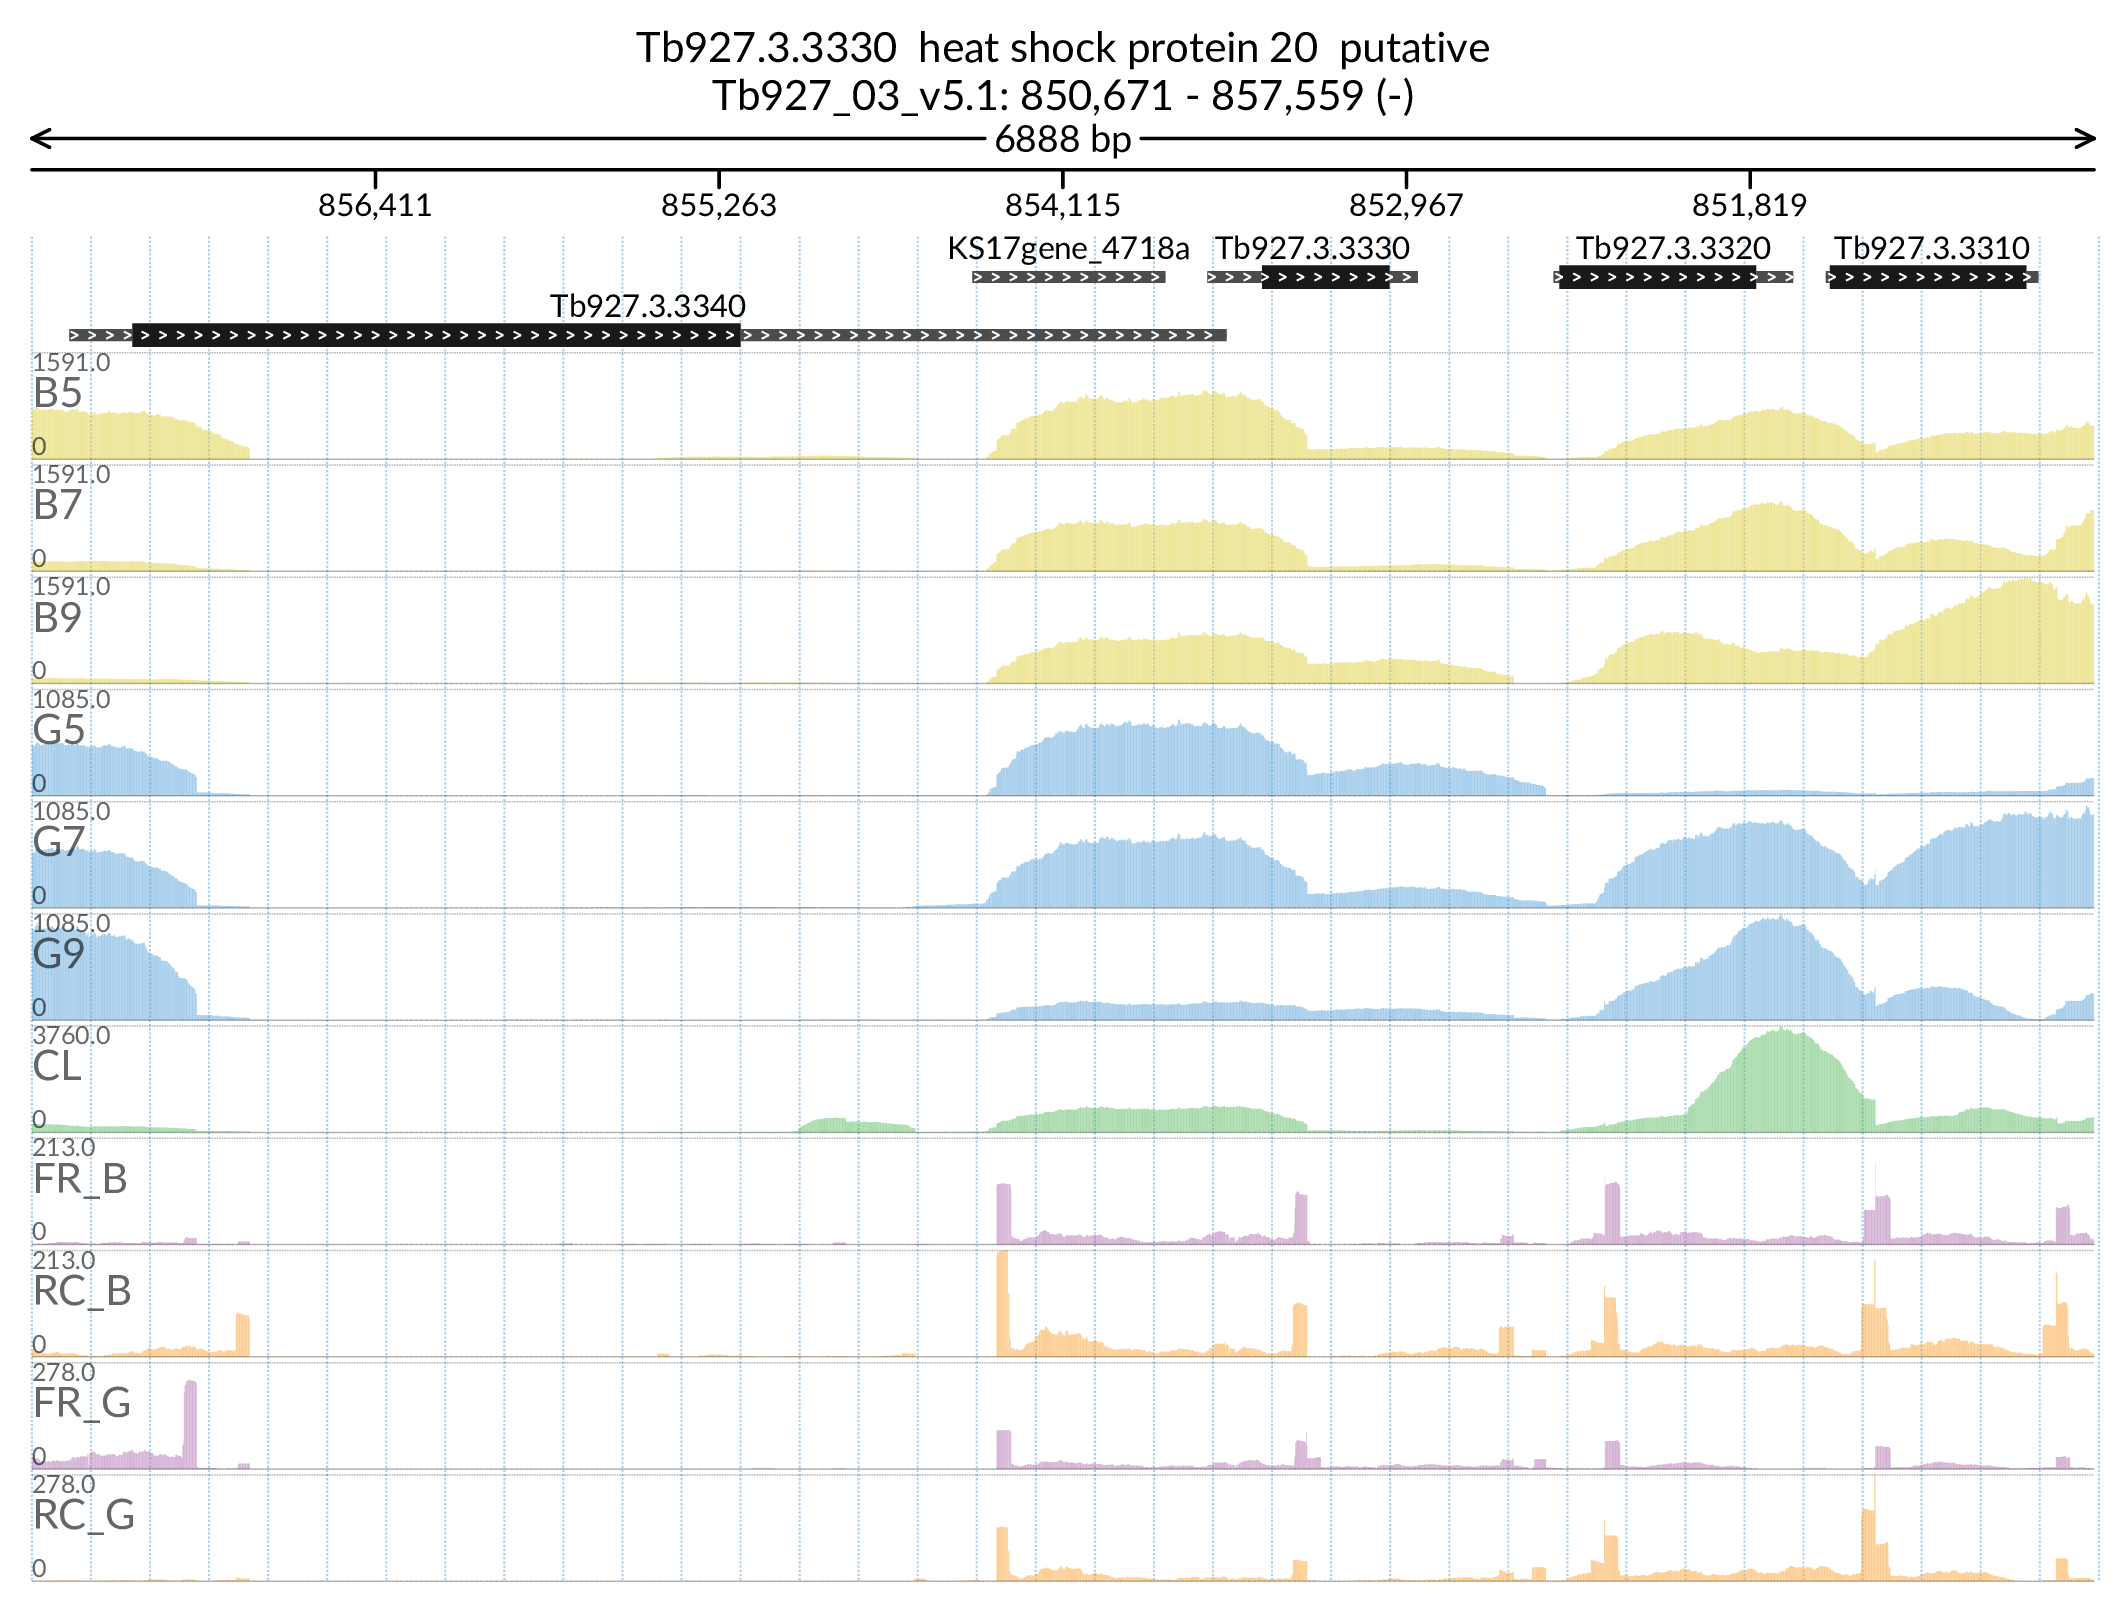 Tb927.3.3330 heat shock protein 20 putative
Tb927_03_v5.1: 850,671 - 857,559 (-)
6888 bp
856,411 855,263 854,115 852,967 851,819
KS17gene_4718a Tb927.3.3330 Tb927.3.3320 Tb927.3.3310
Tb927.3.3340
1591.0
B5
0
1591.0
B7
0
1591.0
B9
0
1085.0
G5
0
1085.0
G7
0
1085.0
G9
0
3760.0
CL
0
213.0
FR_B
0
213.0
RC_B
0
278.0
FR_G
0
278.0
RC_G
0